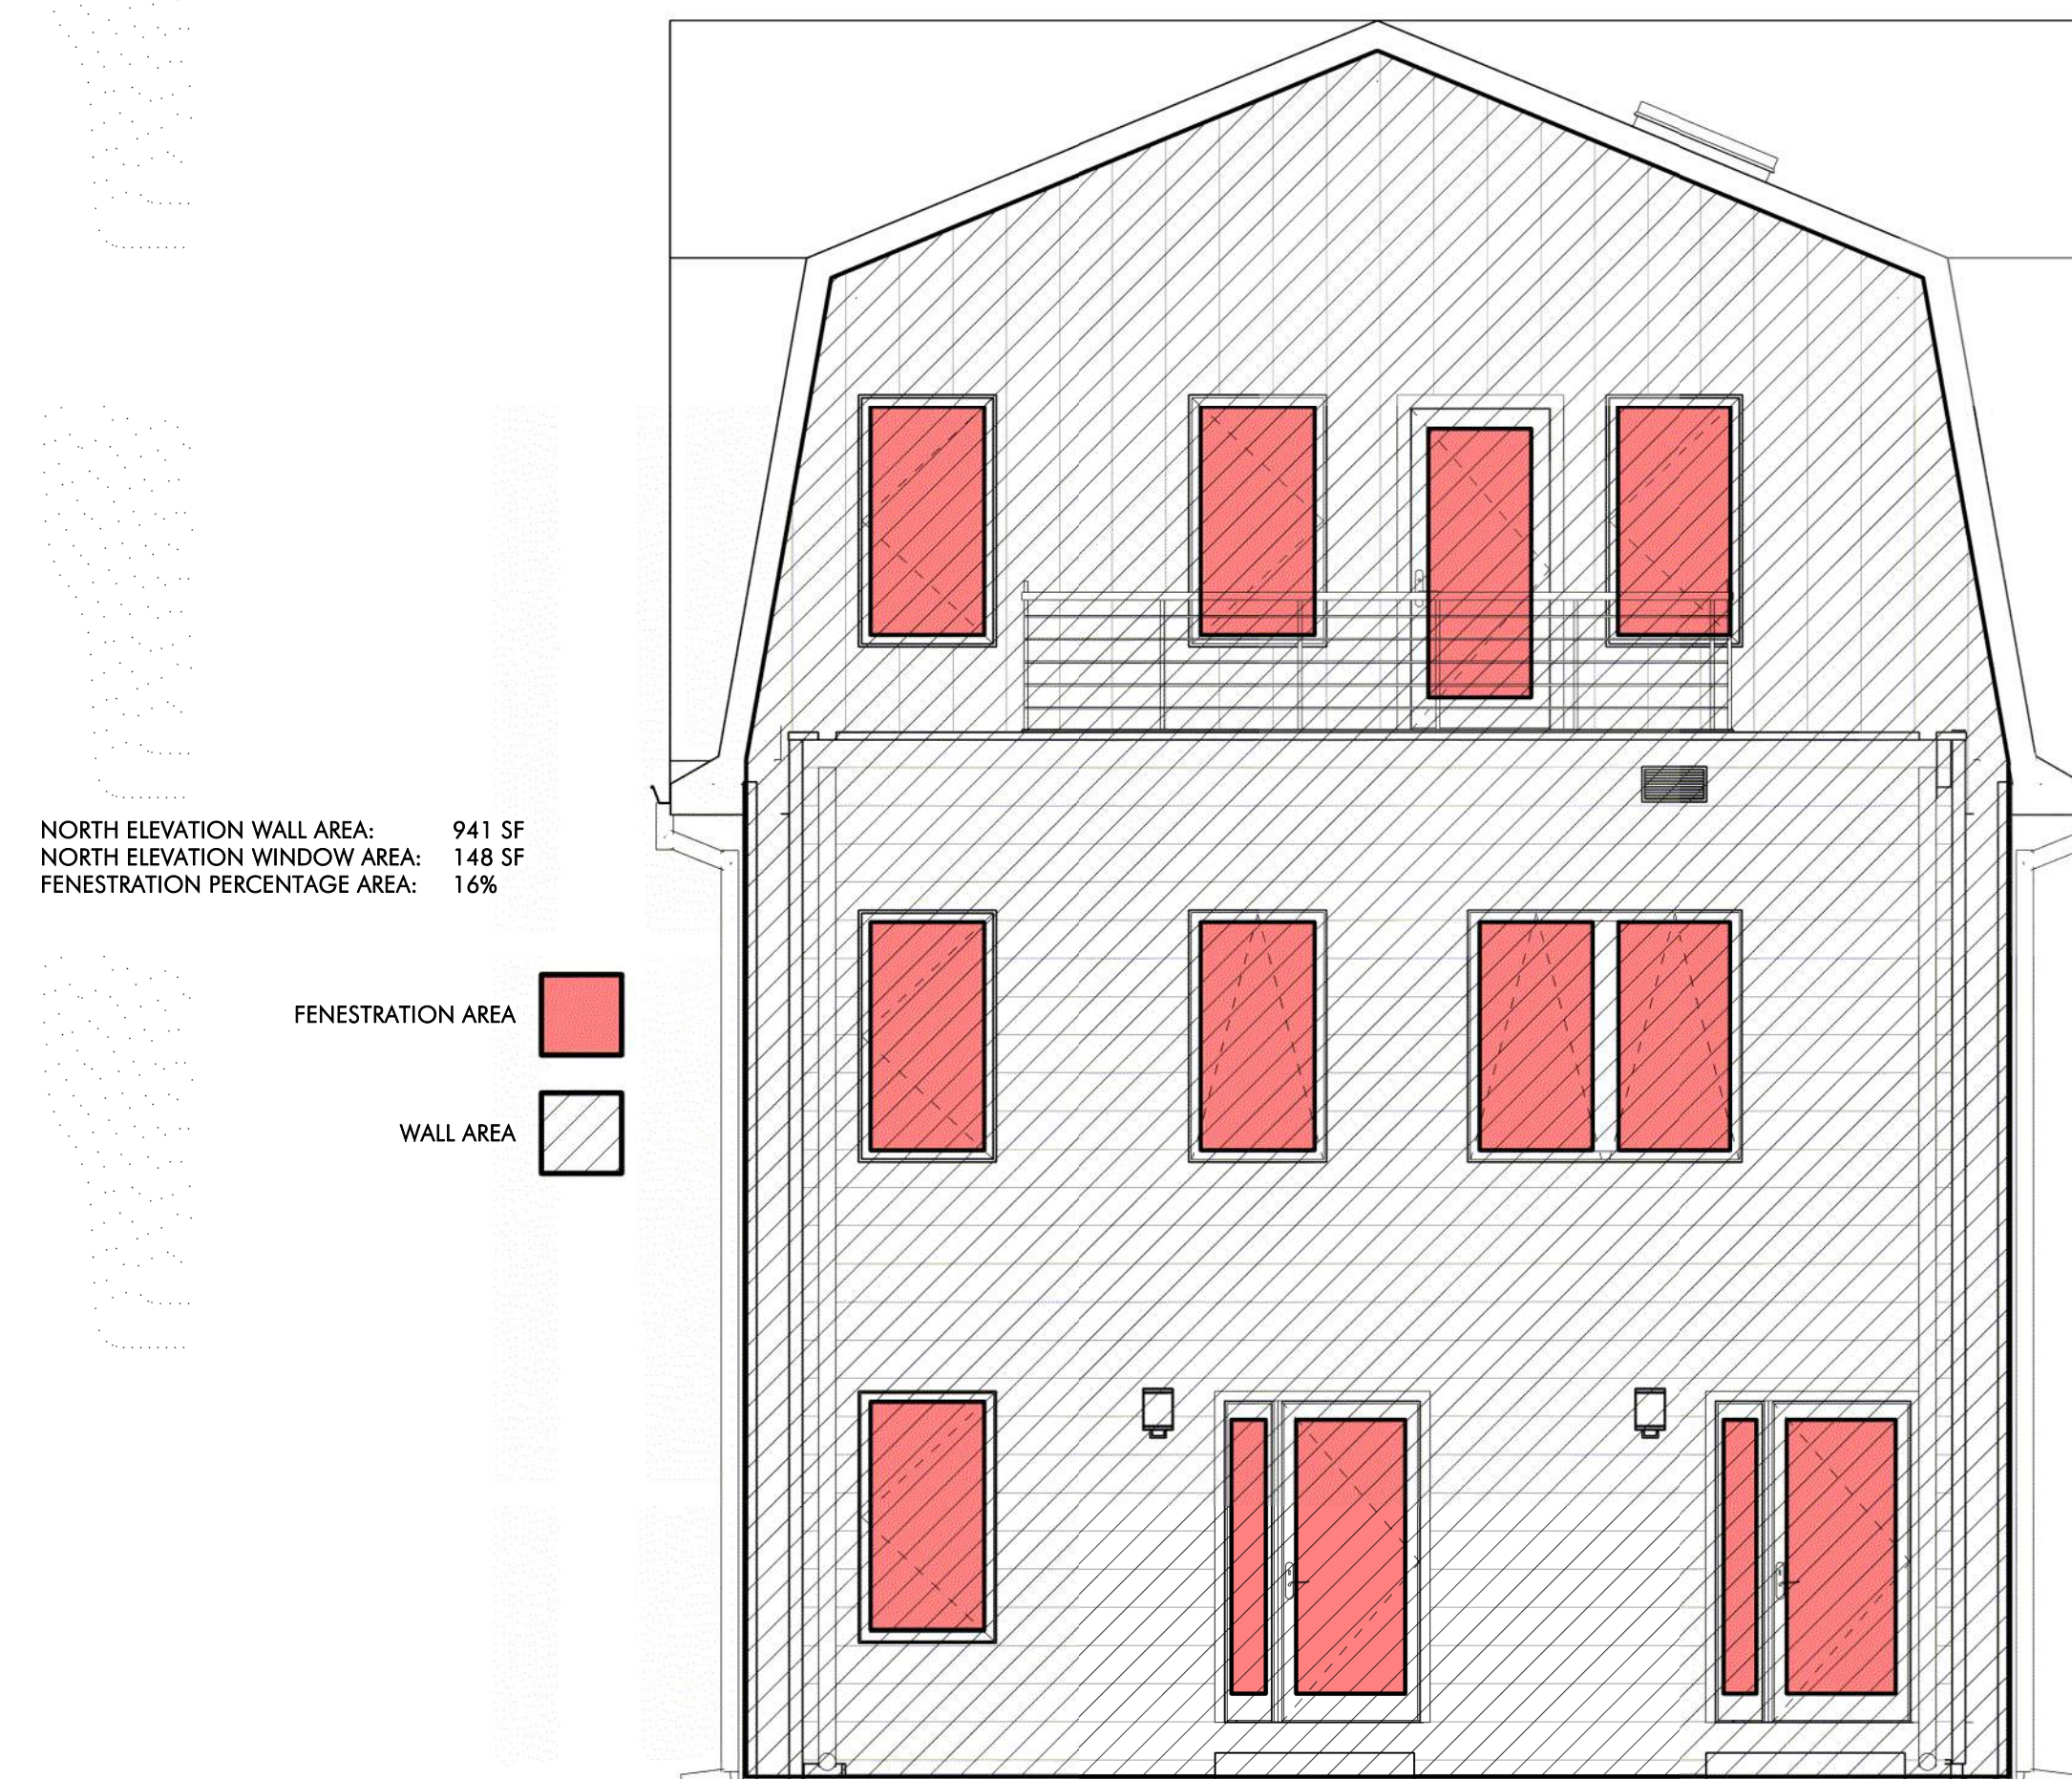 NORTH ELEVATION WALL AREA: 941 SF
NORTH ELEVATION WINDOW AREA: 148 SF
FENESTRATION PERCENTAGE AREA: 16%
FENESTRATION AREA
WALL AREA